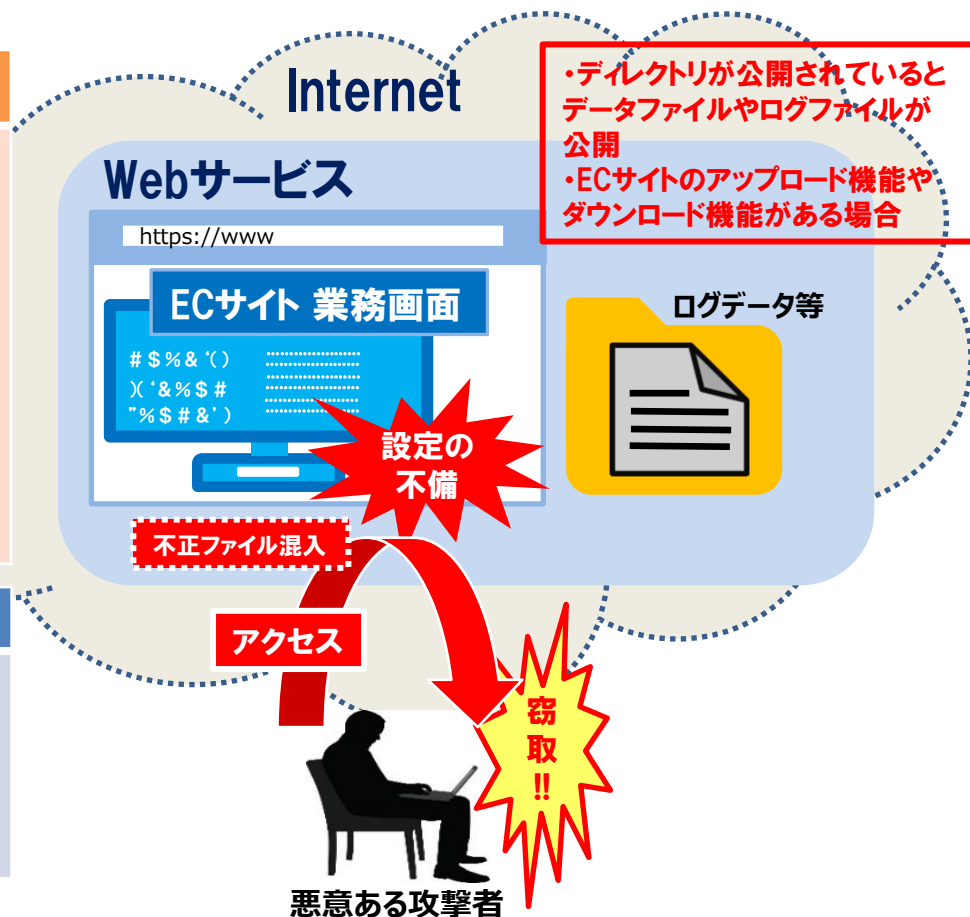 Internet
・ディレクトリが公開されていると
データファイルやログファイルが
公開
・ECサイトのアップロード機能や
ダウンロード機能がある場合
Webサービス
https://www
ECサイト 業務画面
ログデータ等
#$%&‘()
)(‘&%$#
”%$#&’)
設定の
不備
不正ファイル混入
アクセス
窃
取
!!
悪意ある攻撃者